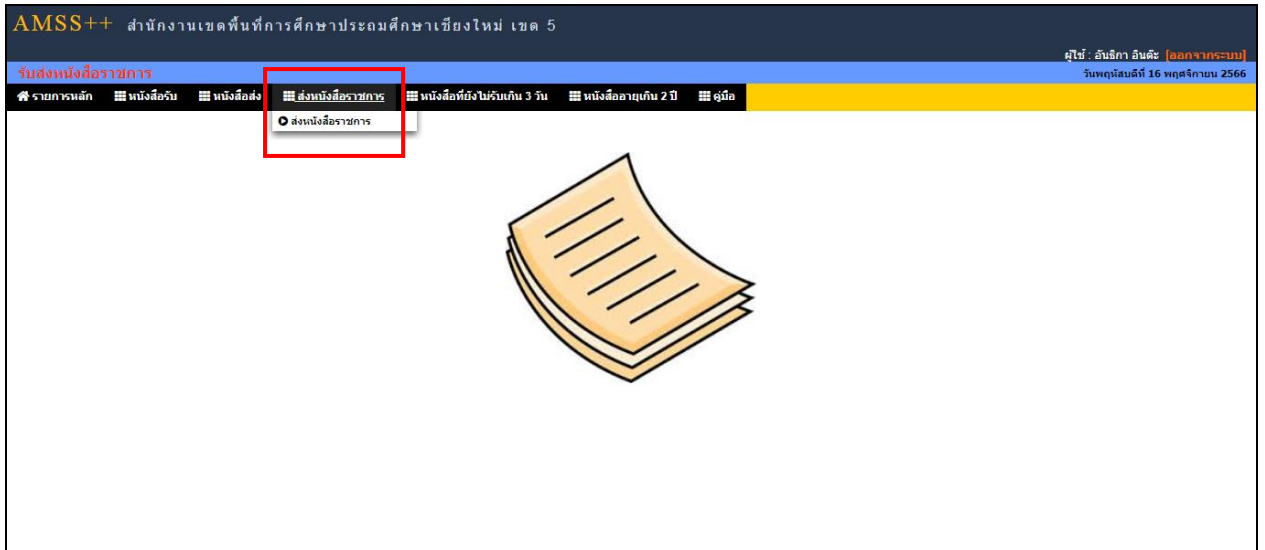 AMSS++ สำนักงานเขตพื้นที่การศึกษาประถมศึกษาเชียงใหม่ เขต 5
ผู้ใช้ : อันธิกา อินต๊ะ [ออกจากระบบ]
รับส่งหนังสือราชการ วันพฤหัสบดีที่ 16 พฤศจิกายน 2566
รายการหลัก หนังสือรับ หนังสือส่ง ส่งหนังสือราชการ หนังสือที่ยังไม่รับเกิน 3 วัน หนังสืออายุเกิน 2 ปี คู่มือ
ส่งหนังสือราชการ